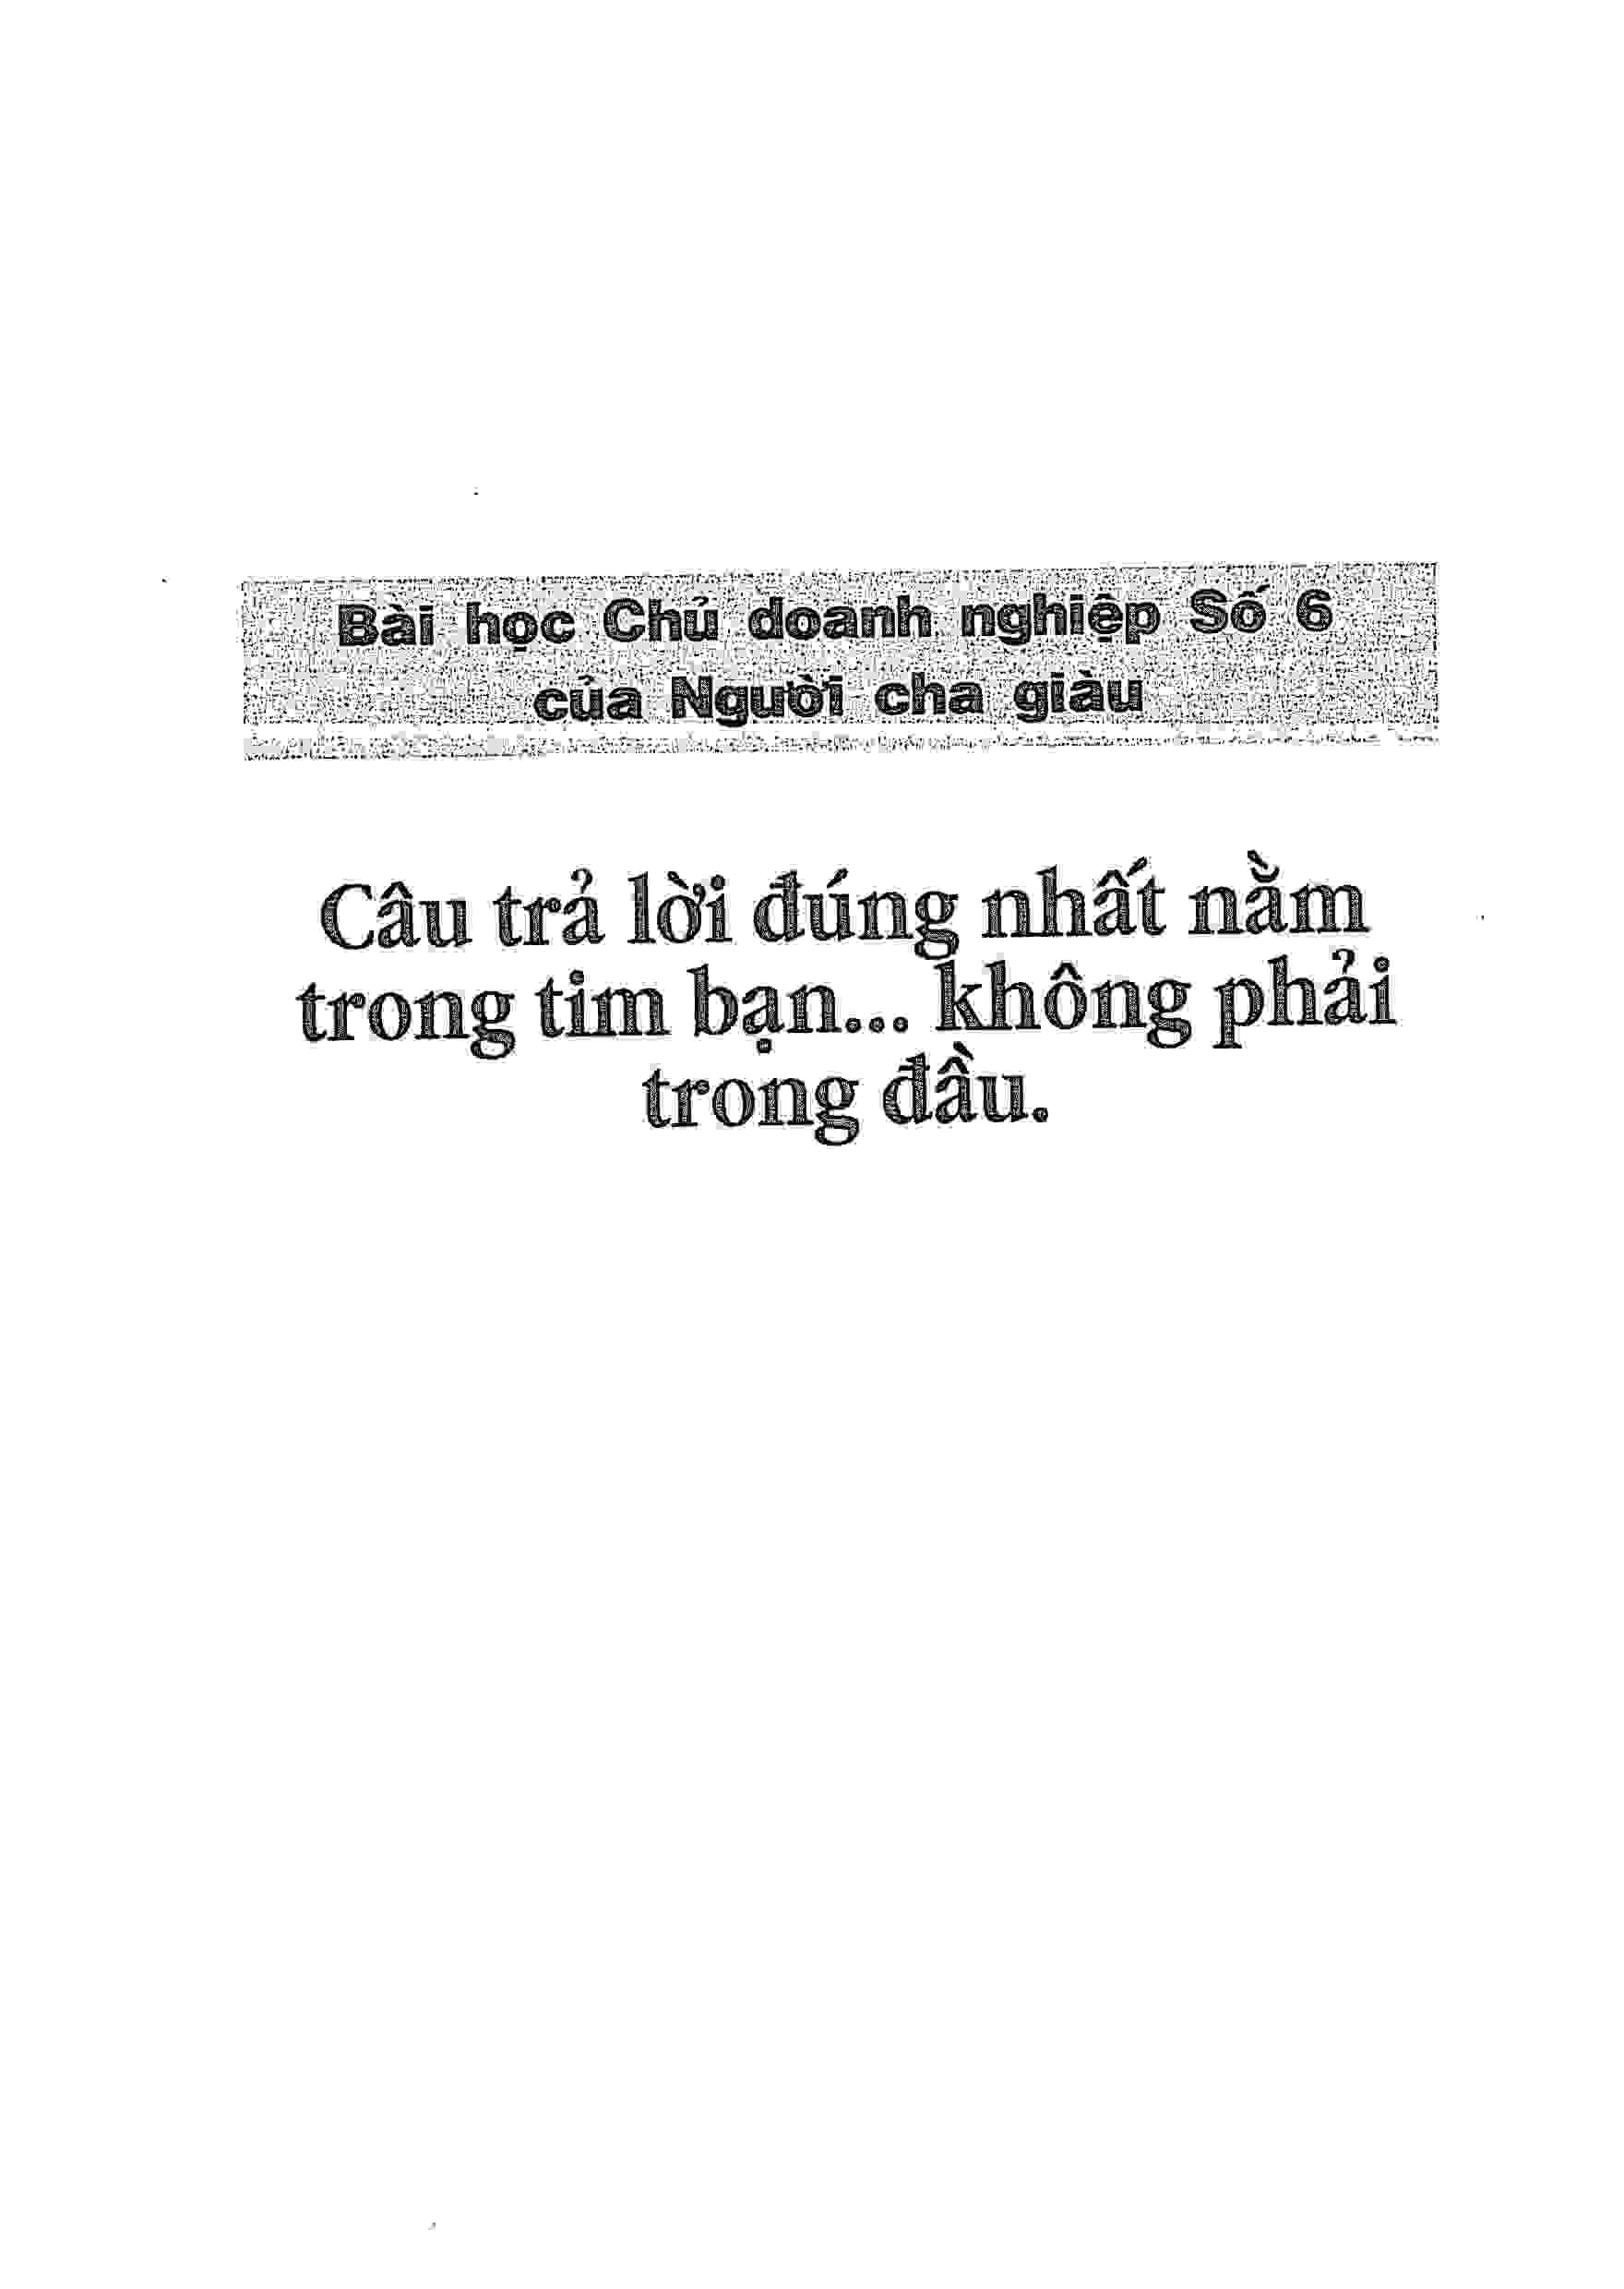 Bài học Chủ doanh nghiệp Số 6
của Người cha giàu
Câu trả lời đúng nhất nằm
trong tim bạn... không phải
trong đầu.